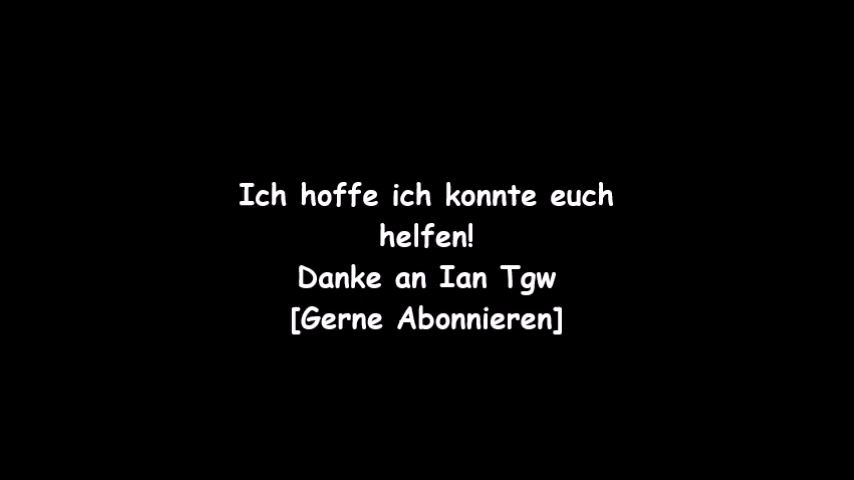 Ich hoffe ich konnte euch
helfen!
Danke an Ian Tgw
[Gerne Abonnieren]